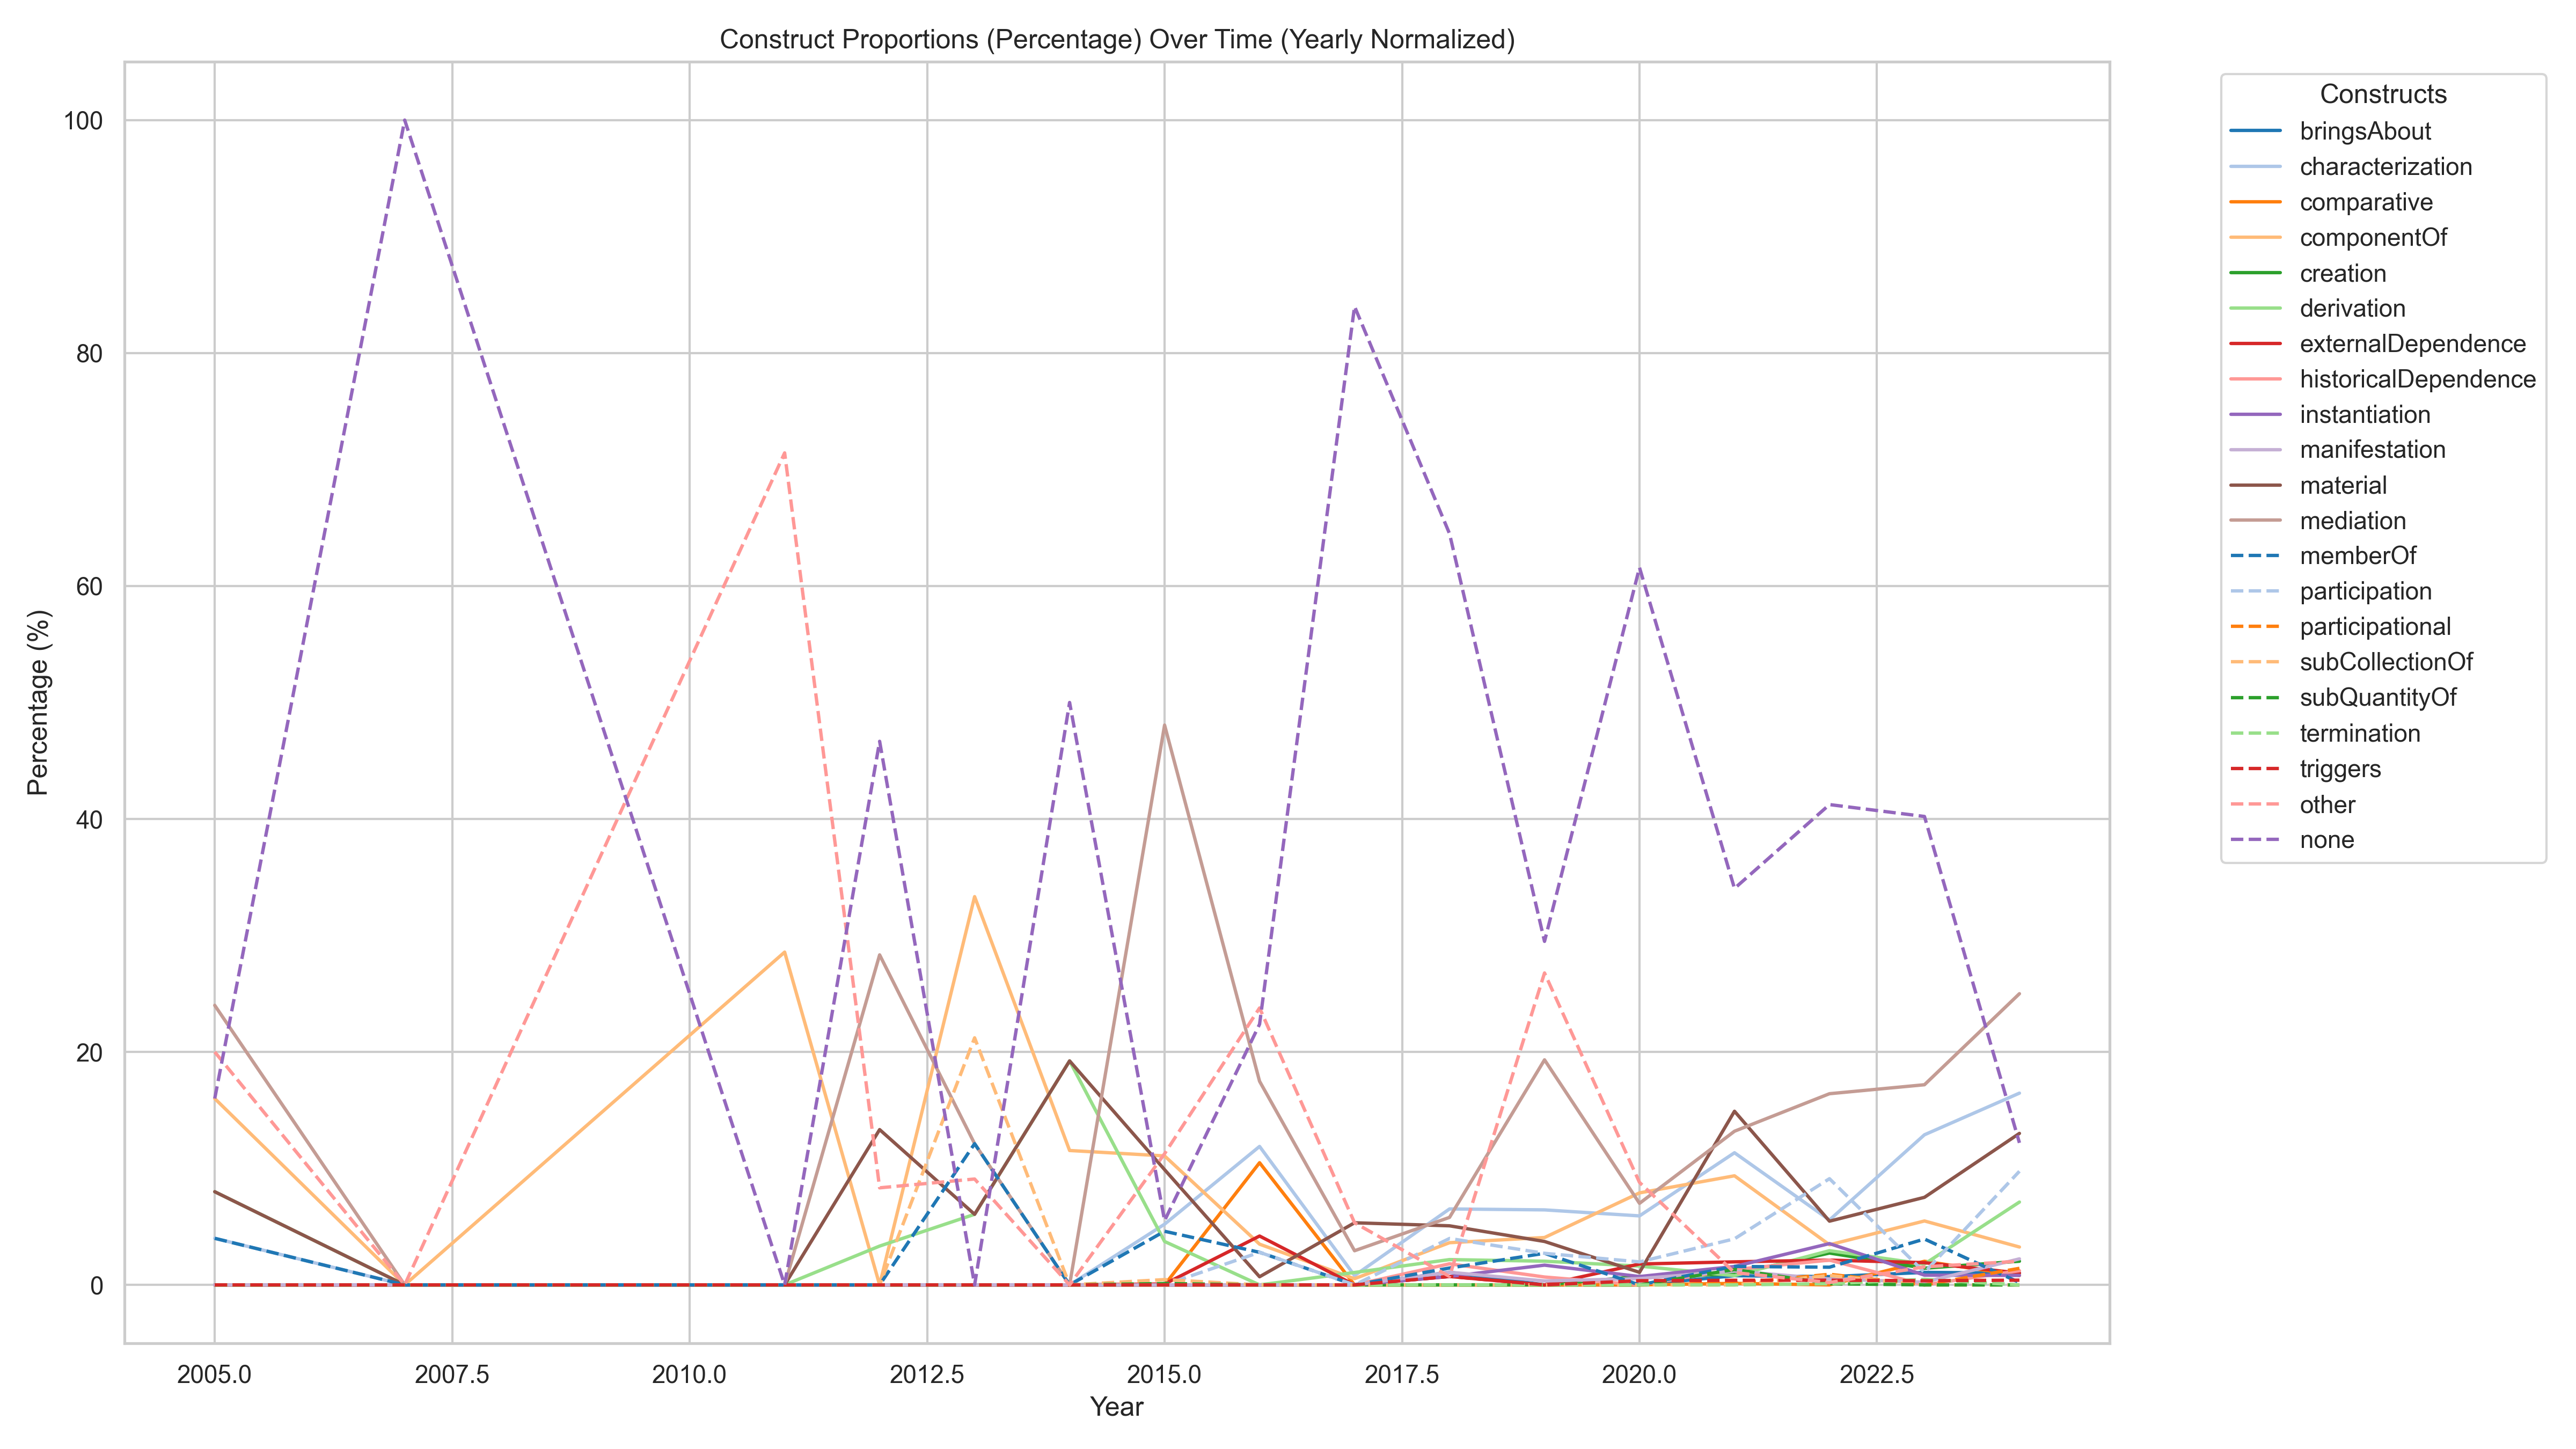 Construct Proportions (Percentage) Over Time (Yearly Normalized)
Percentage (%)
100
80
60
40
20
0
2005.0 2007.5 2010.0 2012.5 2015.0 2017.5 2020.0 2022.5
Year
Constructs
bringsAbout
characterization
comparative
componentOf
creation
derivation
externalDependence
historicalDependence
instantiation
manifestation
material
mediation
memberOf
participation
participational
subCollectionOf
subQuantityOf
termination
triggers
other
none